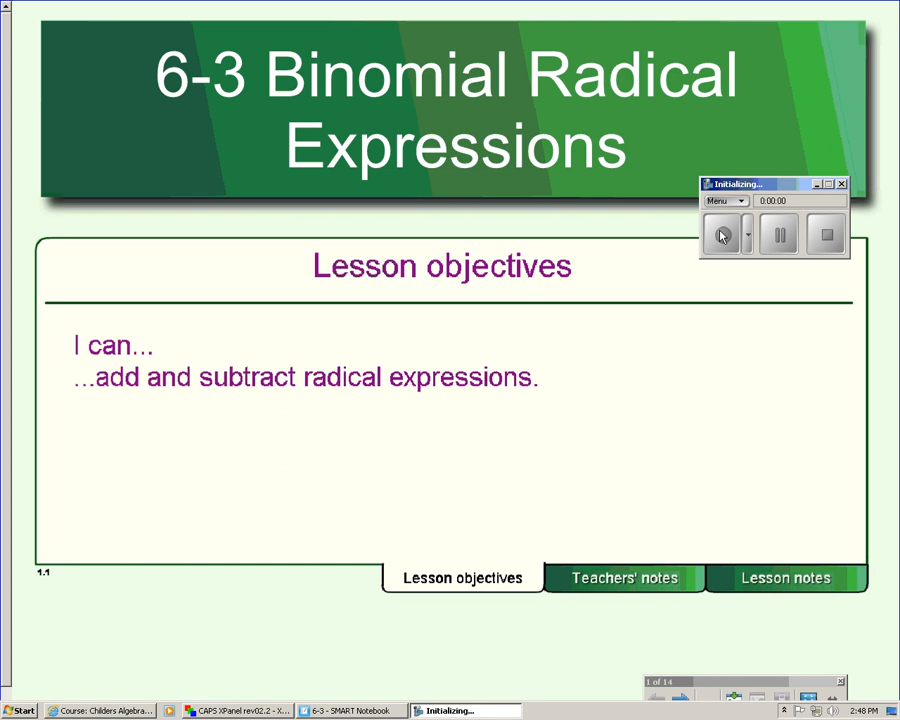 6-3 Binomial Radical
Expressions
Initializing...
Menu
0:00:00
Lesson objectives
I can...
...add and subtract radical expressions.
1.1
Lesson objectives
Teachers' notes
Lesson notes
1 of 14
Start
Course: Childers Algebra...
CAPS XPanel rev02.2 - X...
6-3 - SMART Notebook
Initializing...
2:48 PM